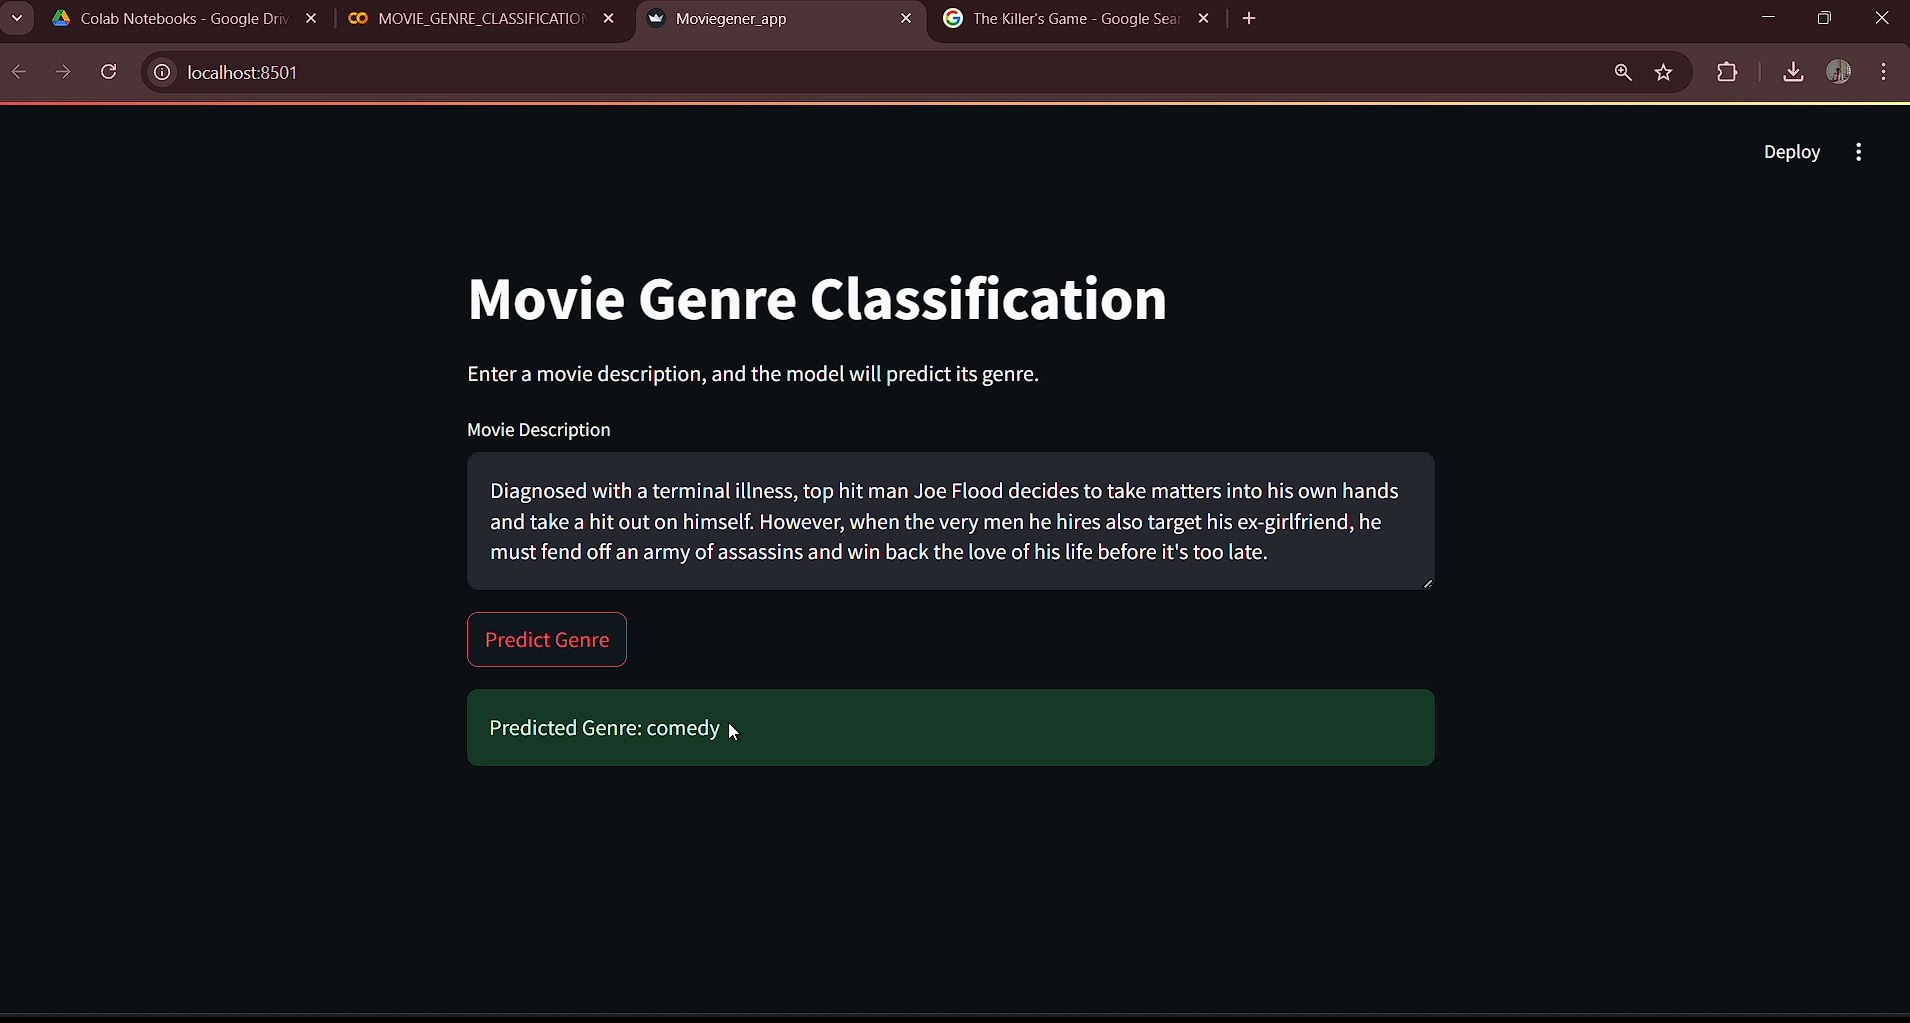 Colab Notebooks - Google Driv
MOVIE_GENRE_CLASSIFICATION
Moviegener_app
The Killer's Game - Google Sear
localhost:8501
Deploy
Movie Genre Classification
Enter a movie description, and the model will predict its genre.
Movie Description
Diagnosed with a terminal illness, top hit man Joe Flood decides to take matters into his own hands
and take a hit out on himself. However, when the very men he hires also target his ex-girlfriend, he
must fend off an army of assassins and win back the love of his life before it's too late.
Predict Genre
Predicted Genre: comedy